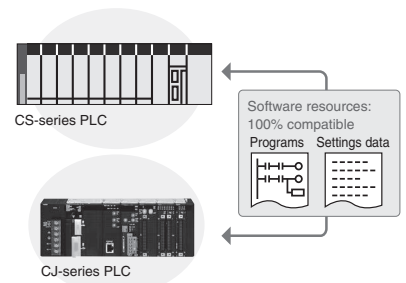 CS-series PLC
Software resources:
100% compatible
Programs Settings data
CJ-series PLC